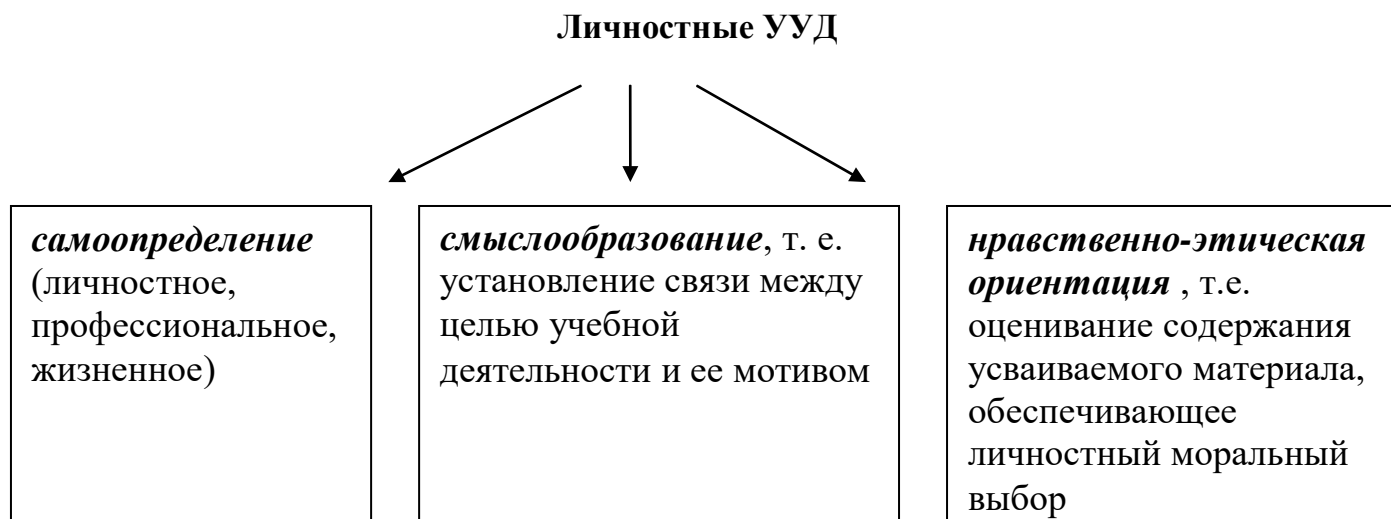 Личностные УУД
самоопределение
(личностное,
профессиональное,
жизненное)
смыслообразование, т. е.
установление связи между
целью учебной
деятельности и ее мотивом
нравственно-этическая
ориентация , т.е.
оценивание содержания
усваиваемого материала,
обеспечивающее
личностный моральный
выбор